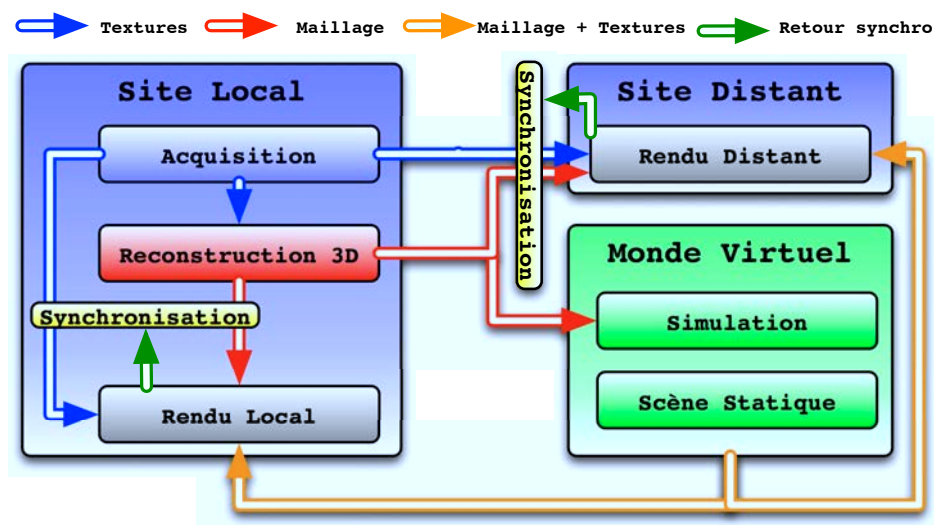 Textures
Maillage
Maillage + Textures
Retour synchro
Site Local
Acquisition
Reconstruction 3D
Synchronisation
Rendu Local
Synchronisation
Site Distant
Rendu Distant
Monde Virtuel
Simulation
Scène Statique